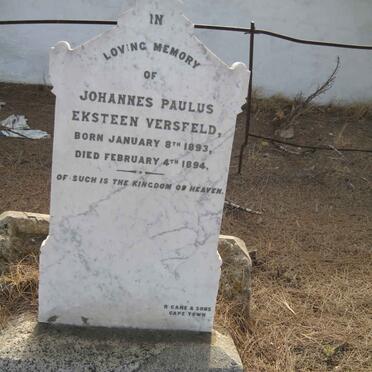 IN
LOVING MEMORY
OF
JOHANNES PAULUS
EKSTEEN VERSFELD,
BORN JANUARY 8TH 1893,
DIED FEBRUARY 4TH 1894,
OF SUCH IS THE KINGDOM OF HEAVEN.
R CANE & SONS
CAPE TOWN